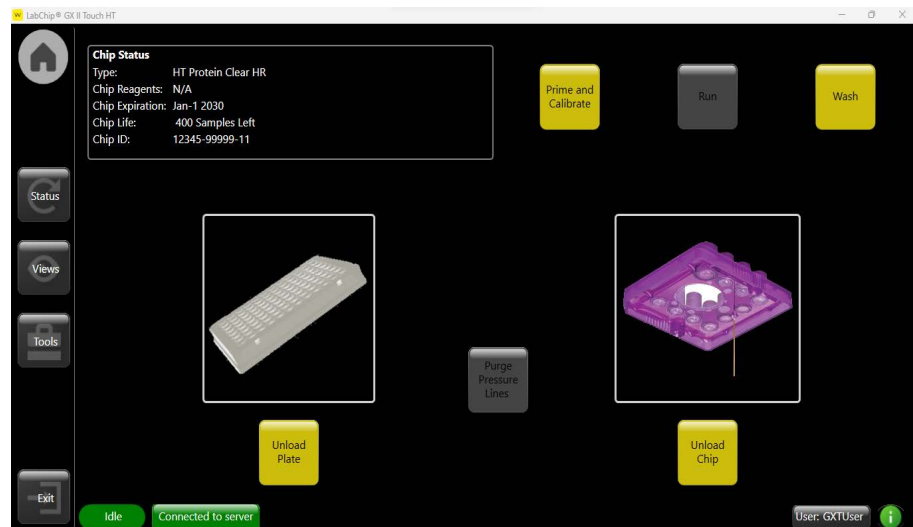 LabChip® GX II Touch HT
Chip Status
Type: HT Protein Clear HR
Chip Reagents: N/A
Chip Expiration: Jan-1 2030
Chip Life: 400 Samples Left
Chip ID: 12345-99999-11
Prime and
Calibrate
Run
Wash
Status
Views
Tools
Purge
Pressure
Lines
Unload
Plate
Unload
Chip
Exit
Idle
Connected to server
User: GXTUser
i